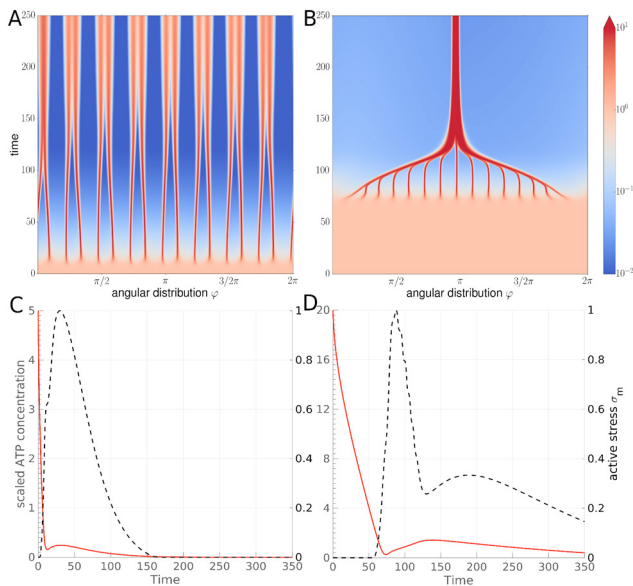 A
B
250
200
150
100
50
0
time
π/2
π
3/2π
2π
angular distribution φ
250
200
150
100
50
0
π/2
π
3/2π
2π
angular distribution φ
10¹
10⁰
10⁻¹
10⁻²
C
D
5
4
3
2
1
0
scaled ATP concentration
1
0.8
0.6
0.4
0.2
0
0 50 100 150 200 250 300 350
Time
20
16
12
8
4
0
1
0.8
0.6
0.4
0.2
0
active stress σm
0 50 100 150 200 250 300 350
Time